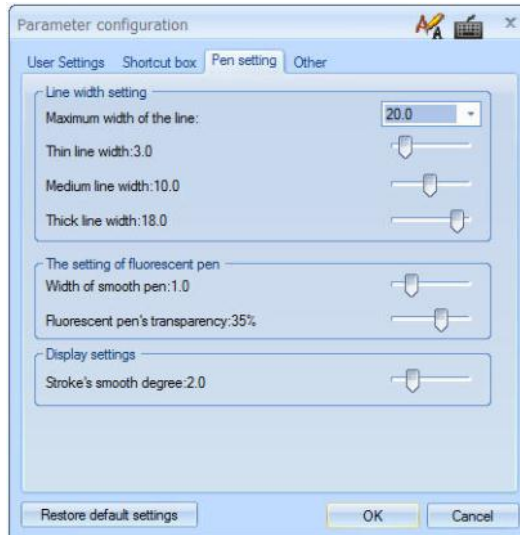 Parameter configuration
User Settings Shortcut box Pen setting Other
Line width setting
Maximum width of the line: 20.0
Thin line width:3.0
Medium line width:10.0
Thick line width:18.0
The setting of fluorescent pen
Width of smooth pen:1.0
Fluorescent pen's transparency:35%
Display settings
Stroke's smooth degree:2.0
Restore default settings OK Cancel